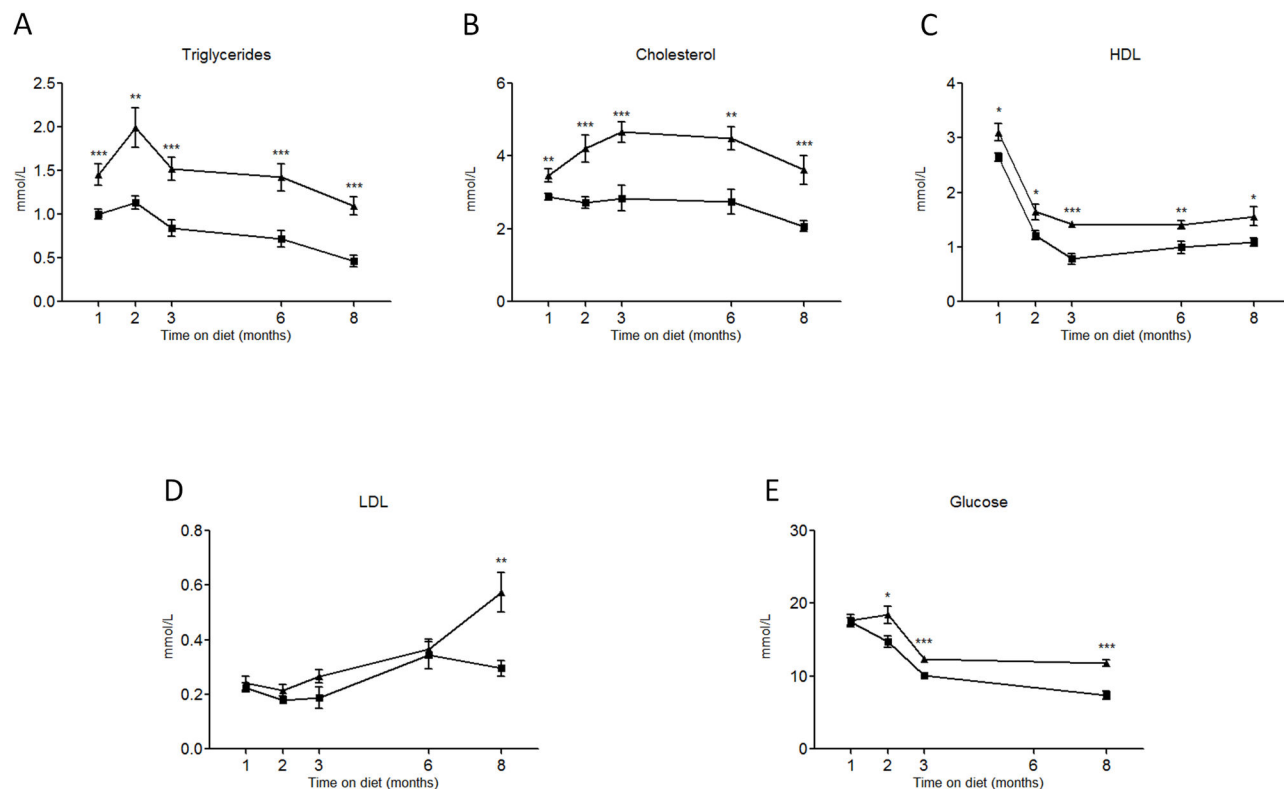 A
Triglycerides
mmol/L
2.5
2.0
1.5
1.0
0.5
0.0
*** ** *** *** ***
1 2 3 6 8
Time on diet (months)
B
Cholesterol
mmol/L
6
4
2
0
** *** *** ** ***
1 2 3 6 8
Time on diet (months)
C
HDL
mmol/L
4
3
2
1
0
* * *** ** *
1 2 3 6 8
Time on diet (months)
D
LDL
mmol/L
0.8
0.6
0.4
0.2
0.0
**
1 2 3 6 8
Time on diet (months)
E
Glucose
mmol/L
30
20
10
0
* *** ***
1 2 3 6 8
Time on diet (months)